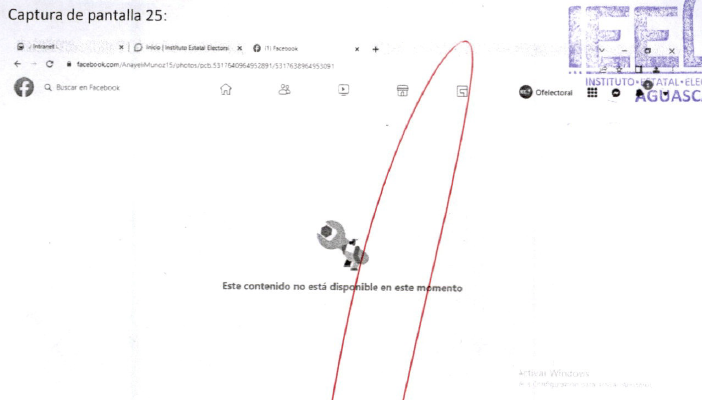 Captura de pantalla 25:
Intranet
Inicio | Instituto Estatal Electora
(1) Facebook
facebook.com/AnayeliMunoz15/photos/pcb.5317640964952891/5317638964953091
INSTITUTO•ESTATAL•ELE
Buscar en Facebook
Ofelectoral
AGUASCA
Este contenido no está disponible en este momento
Activar Windows